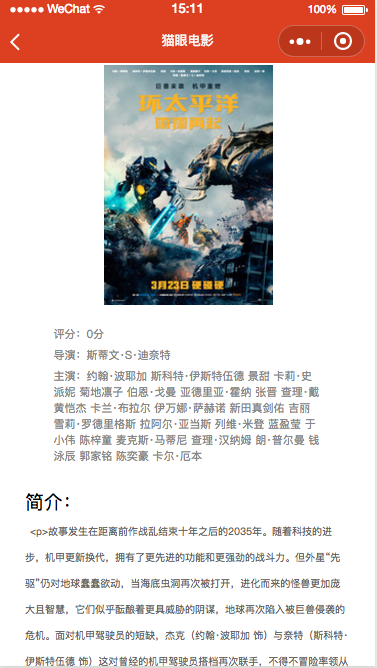 WeChat 15:11 100%
猫眼电影
巨兽来袭 机甲重燃
环太平洋
雷霆再起
3月23日 硬碰硬
评分：0分
导演：斯蒂文·S·迪奈特
主演：约翰·波耶加 斯科特·伊斯特伍德 景甜 卡莉·史
派妮 菊地凛子 伯恩·戈曼 亚德里亚·霍纳 张晋 查理·戴
黄恺杰 卡兰·布拉尔 伊万娜·萨赫诺 新田真剑佑 吉丽
雪莉·罗德里格斯 拉阿尔·亚当斯 列维·米登 蓝盈莹 于
小伟 陈梓童 麦克斯·马蒂尼 查理·汉纳姆 朗·普尔曼 钱
泳辰 郭家铭 陈奕豪 卡尔·厄本
简介：
<p>故事发生在距离前作战乱结束十年之后的2035年。随着科技的进
步，机甲更新换代，拥有了更先进的功能和更强劲的战斗力。但外星“先
驱”仍对地球蠢蠢欲动，当海底虫洞再次被打开，进化而来的怪兽更加庞
大且智慧，它们似乎酝酿着更具威胁的阴谋，地球再次陷入被巨兽侵袭的
危机。面对机甲驾驶员的短缺，杰克（约翰·波耶加 饰）与奈特（斯科特·
伊斯特伍德 饰）这对曾经的机甲驾驶员搭档再次联手，不得不冒险率领从